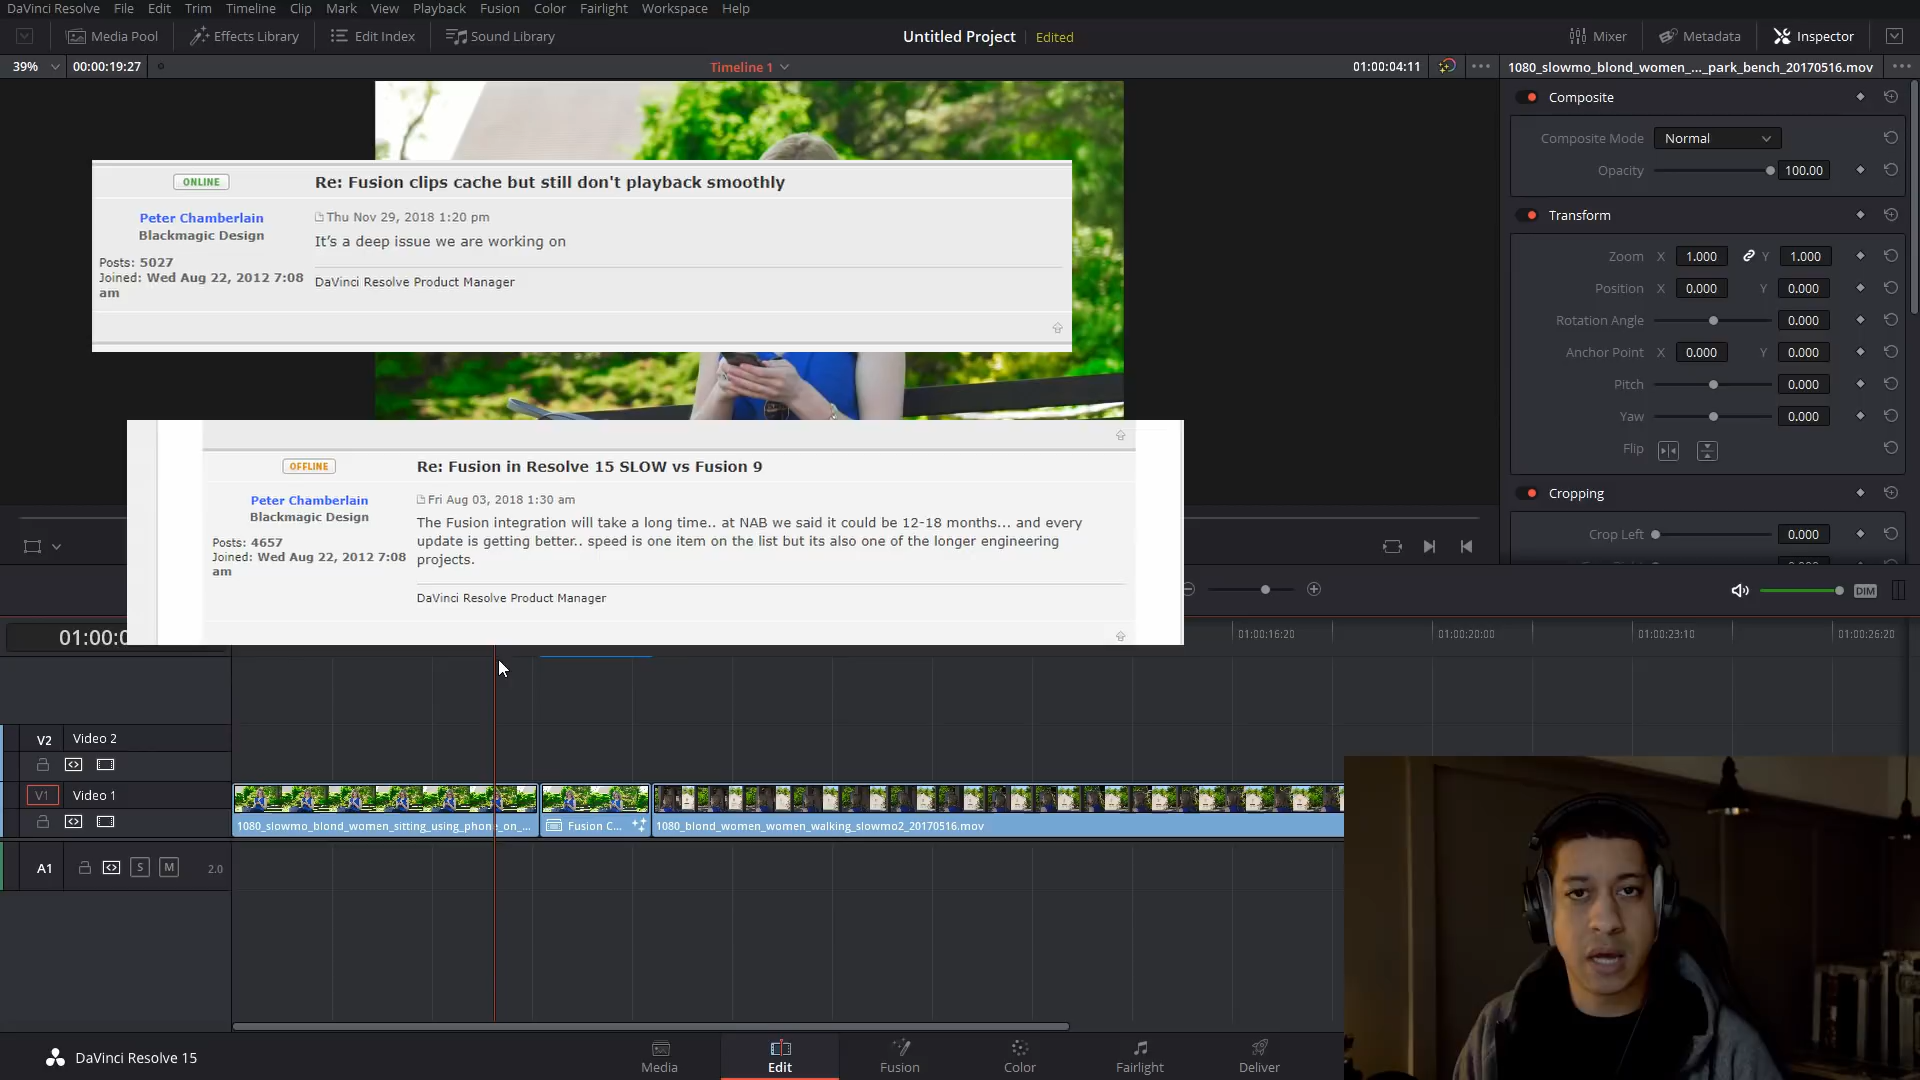 DaVinci Resolve File Edit Trim Timeline Clip Mark View Playback Fusion Color Fairlight Workspace Help
Media Pool Effects Library Edit Index Sound Library Untitled Project Edited Mixer Metadata Inspector
39% 00:00:19:27 Timeline 1 01:00:04:11 1080_slowmo_blond_women_..._park_bench_20170516.mov
Composite
Composite Mode Normal
Opacity 100.00
Transform
Zoom X 1.000 Y 1.000
Position X 0.000 Y 0.000
Rotation Angle 0.000
Anchor Point X 0.000 Y 0.000
Pitch 0.000
Yaw 0.000
Flip
Cropping
Crop Left 0.000
ONLINE
Re: Fusion clips cache but still don't playback smoothly
Peter Chamberlain
Blackmagic Design
Posts: 5027
Joined: Wed Aug 22, 2012 7:08
am
Thu Nov 29, 2018 1:20 pm
It's a deep issue we are working on
DaVinci Resolve Product Manager
OFFLINE
Re: Fusion in Resolve 15 SLOW vs Fusion 9
Peter Chamberlain
Blackmagic Design
Posts: 4657
Joined: Wed Aug 22, 2012 7:08
am
Fri Aug 03, 2018 1:30 am
The Fusion integration will take a long time.. at NAB we said it could be 12-18 months... and every
update is getting better.. speed is one item on the list but its also one of the longer engineering
projects.
DaVinci Resolve Product Manager
DIM
01:00:0
01:00:16:20 01:00:20:00 01:00:23:10 01:00:26:20
V2 Video 2
V1 Video 1
1080_slowmo_blond_women_sitting_using_phone_on_... Fusion C... 1080_blond_women_women_walking_slowmo2_20170516.mov
A1 S M 2.0
DaVinci Resolve 15 Media Edit Fusion Color Fairlight Deliver